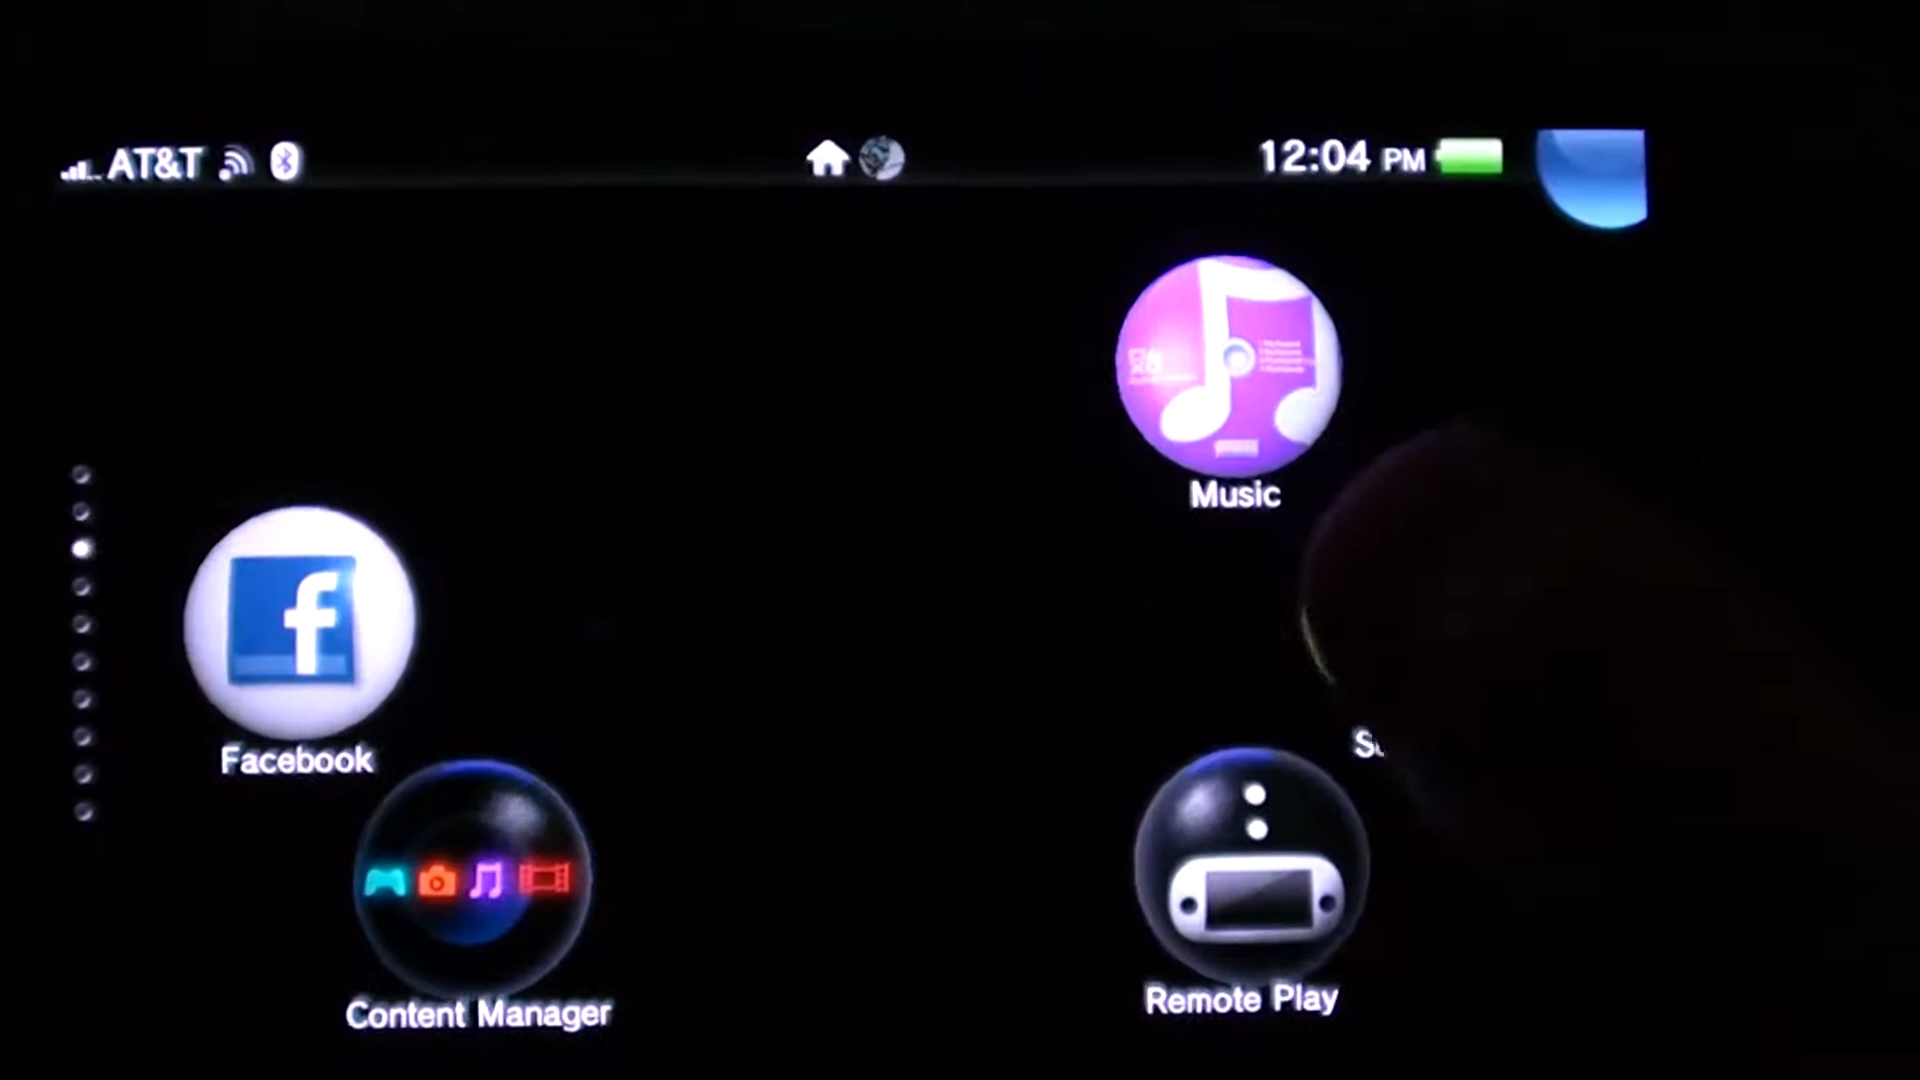 AT&T
12:04 PM
Music
f
Facebook
Content Manager
Remote Play